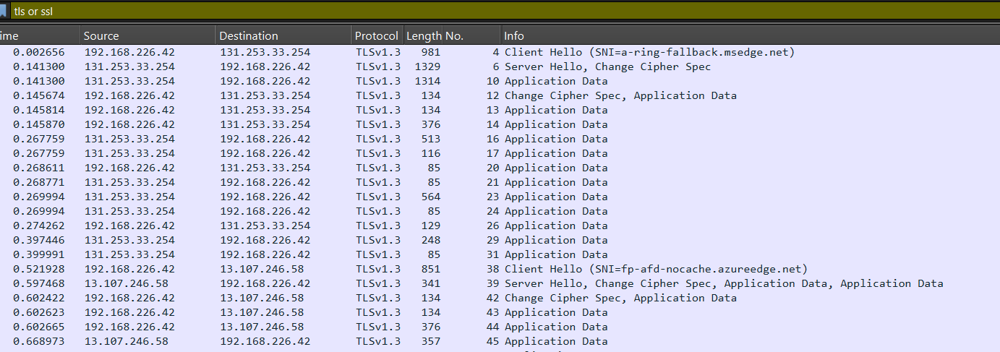 tls or ssl
ime Source Destination Protocol Length No. Info
0.002656 192.168.226.42 131.253.33.254 TLSv1.3 981 4 Client Hello (SNI=a-ring-fallback.msedge.net)
0.141300 131.253.33.254 192.168.226.42 TLSv1.3 1329 6 Server Hello, Change Cipher Spec
0.141300 131.253.33.254 192.168.226.42 TLSv1.3 1314 10 Application Data
0.145674 192.168.226.42 131.253.33.254 TLSv1.3 134 12 Change Cipher Spec, Application Data
0.145814 192.168.226.42 131.253.33.254 TLSv1.3 134 13 Application Data
0.145870 192.168.226.42 131.253.33.254 TLSv1.3 376 14 Application Data
0.267759 131.253.33.254 192.168.226.42 TLSv1.3 513 16 Application Data
0.267759 131.253.33.254 192.168.226.42 TLSv1.3 116 17 Application Data
0.268611 192.168.226.42 131.253.33.254 TLSv1.3 85 20 Application Data
0.268771 131.253.33.254 192.168.226.42 TLSv1.3 85 21 Application Data
0.269994 131.253.33.254 192.168.226.42 TLSv1.3 564 23 Application Data
0.269994 131.253.33.254 192.168.226.42 TLSv1.3 85 24 Application Data
0.274262 192.168.226.42 131.253.33.254 TLSv1.3 129 26 Application Data
0.397446 131.253.33.254 192.168.226.42 TLSv1.3 248 29 Application Data
0.399991 131.253.33.254 192.168.226.42 TLSv1.3 85 31 Application Data
0.521928 192.168.226.42 13.107.246.58 TLSv1.3 851 38 Client Hello (SNI=fp-afd-nocache.azureedge.net)
0.597468 13.107.246.58 192.168.226.42 TLSv1.3 341 39 Server Hello, Change Cipher Spec, Application Data, Application Data
0.602422 192.168.226.42 13.107.246.58 TLSv1.3 134 42 Change Cipher Spec, Application Data
0.602623 192.168.226.42 13.107.246.58 TLSv1.3 134 43 Application Data
0.602665 192.168.226.42 13.107.246.58 TLSv1.3 376 44 Application Data
0.668973 13.107.246.58 192.168.226.42 TLSv1.3 357 45 Application Data